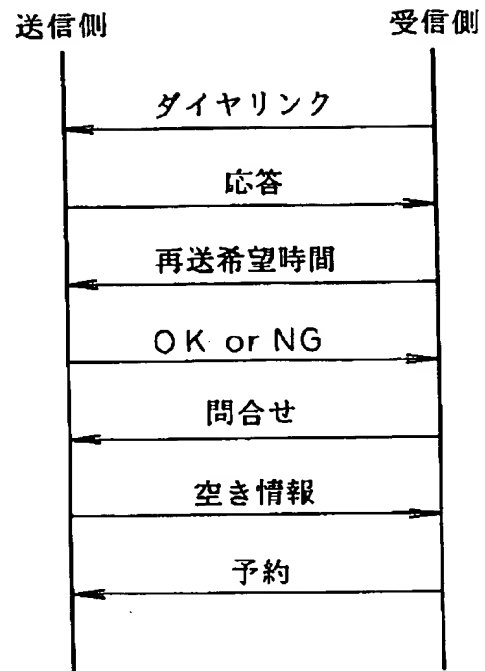 送信側
受信側
ダイヤリンク
応答
再送希望時間
OK or NG
問合せ
空き情報
予約